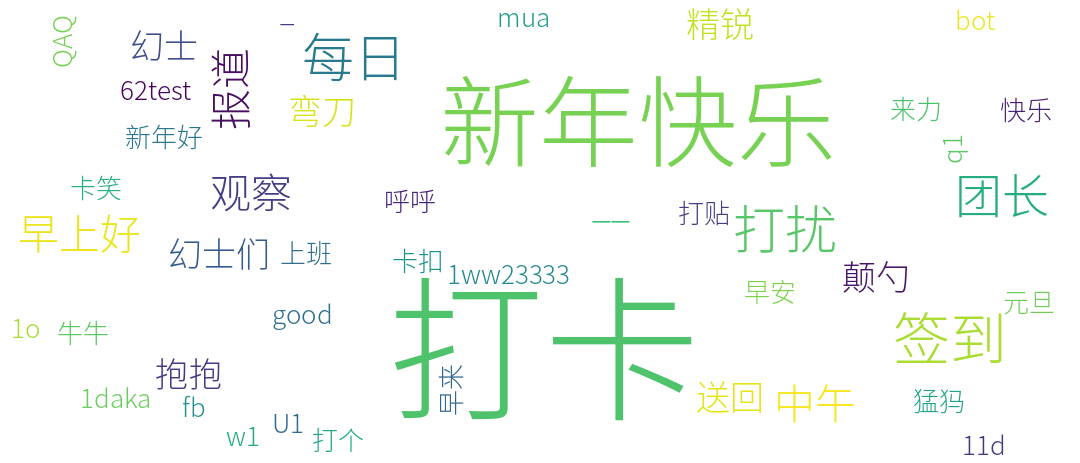 QAQ
幻士
_
每日
mua
精锐
bot
62test
报道
弯刀
新年快乐
来力
快乐
新年好
q1
卡笑
观察
呼呼
__
打贴
打扰
团长
早上好
幻士们
上班
卡扣
1ww23333
早安
颠勺
元旦
1o
牛牛
good
打卡
签到
抱抱
早来
1daka
fb
送回
中午
猛犸
w1
U1
打个
11d